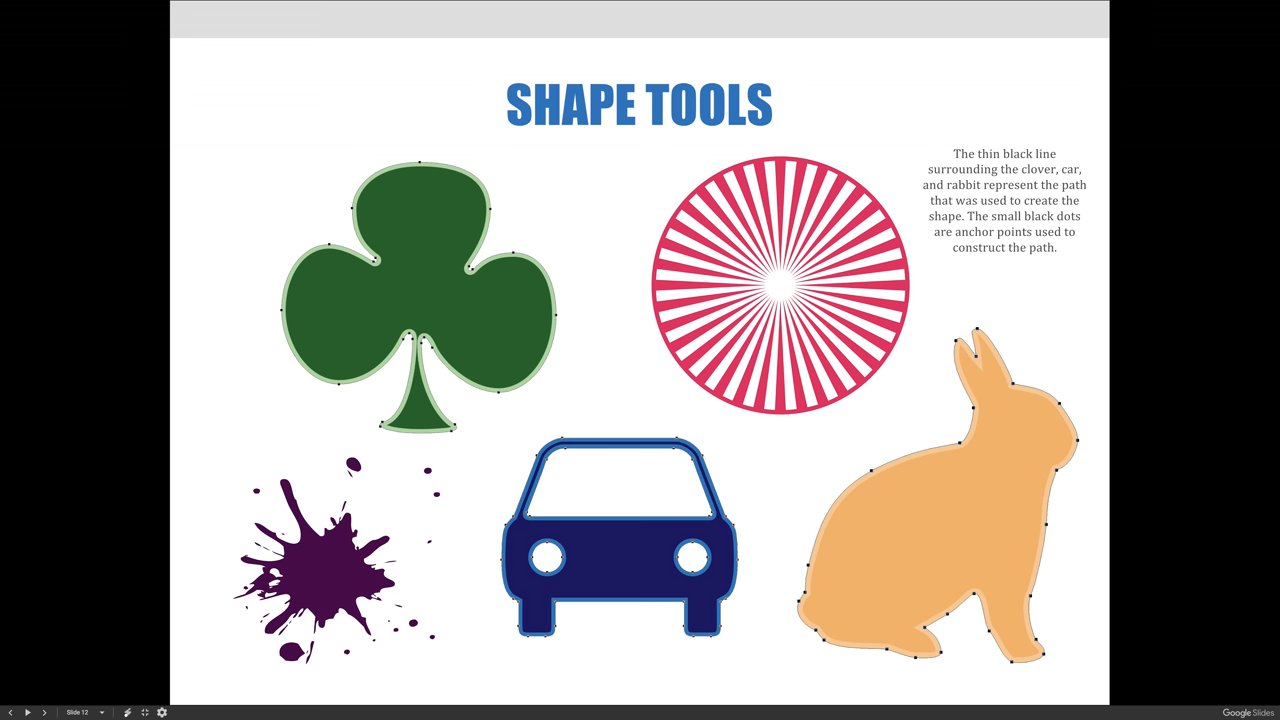 SHAPE TOOLS
The thin black line
surrounding the clover, car,
and rabbit represent the path
that was used to create the
shape. The small black dots
are anchor points used to
construct the path.
Slide 12
Google Slides